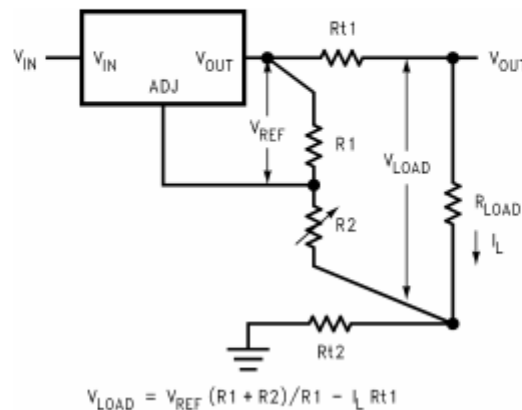 Rt1
V_IN
V_IN
V_OUT
V_OUT
ADJ
V_REF
R1
V_LOAD
R2
R_LOAD
I_L
Rt2
V_LOAD = V_REF (R1 + R2)/R1 - I_L Rt1